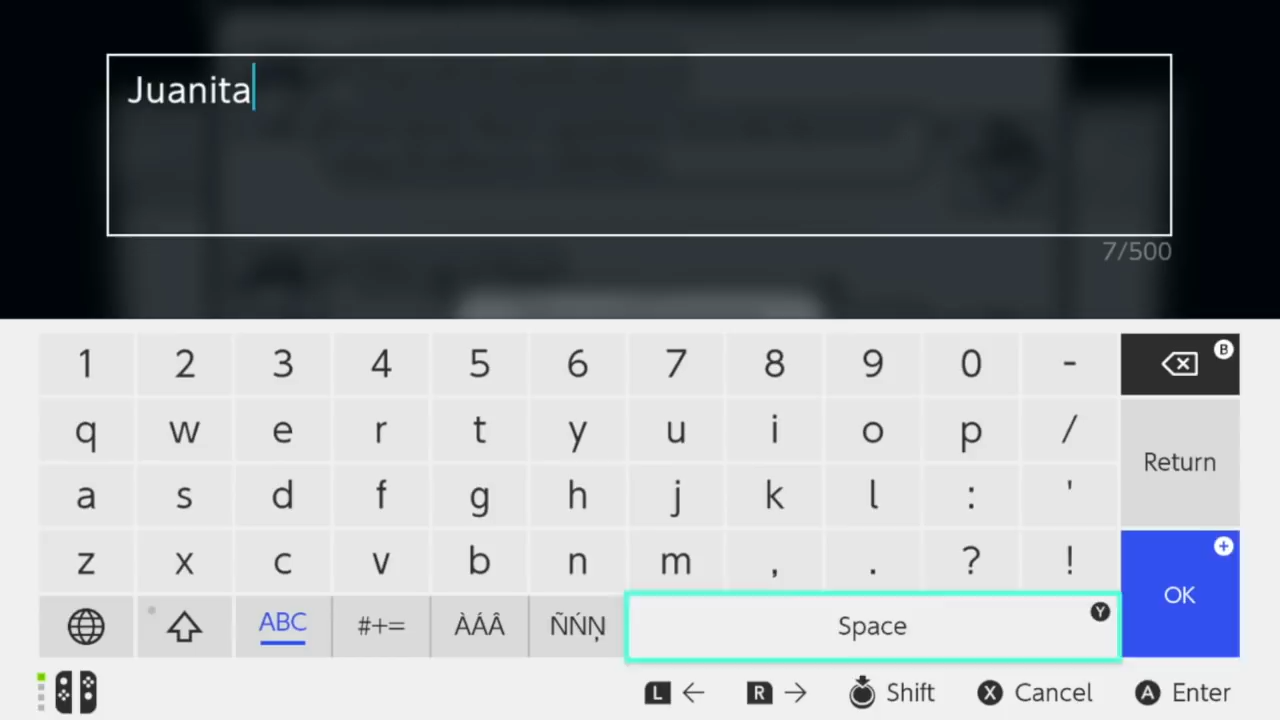 Juanita
7/500
1 2 3 4 5 6 7 8 9 0 -
q w e r t y u i o p /
Return
a s d f g h j k l : '
z x c v b n m , . ? !
OK
ABC #+= ÀÁÂ ÑŃŅ Space
L ← R → Shift X Cancel A Enter
B
+
Y